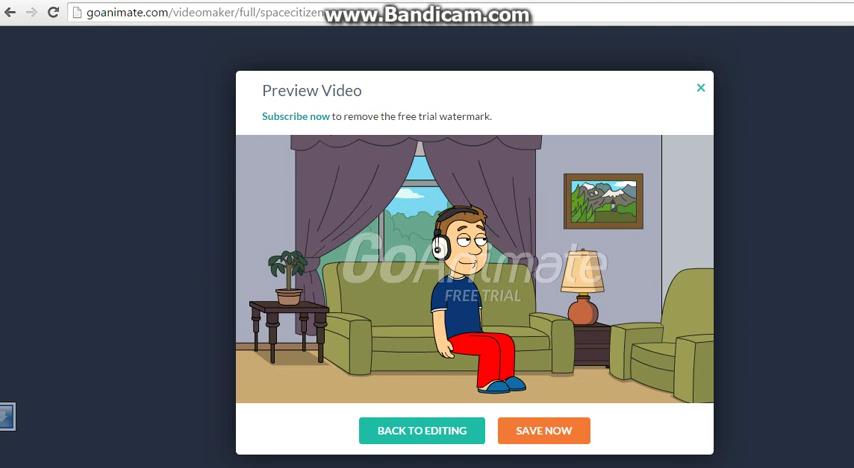 goanimate.com/videomaker/full/spacecitizen
www.Bandicam.com
Preview Video
×
Subscribe now to remove the free trial watermark.
GoAnimate
FREE TRIAL
BACK TO EDITING
SAVE NOW